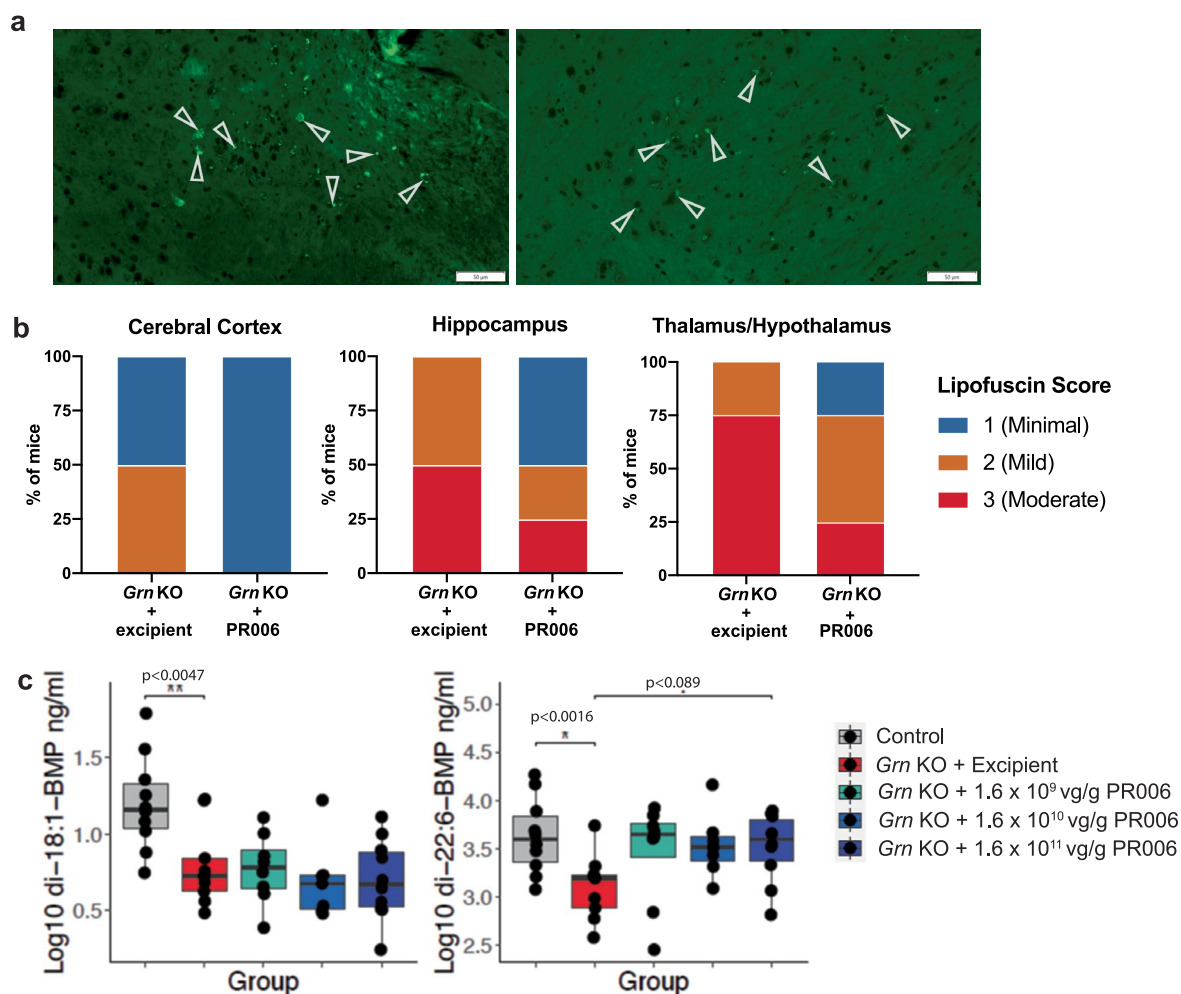 a
50 µm
50 µm
b
Cerebral Cortex
Hippocampus
Thalamus/Hypothalamus
% of mice
100
75
50
25
0
Grn KO
+
excipient
Grn KO
+
PR006
% of mice
100
75
50
25
0
Grn KO
+
excipient
Grn KO
+
PR006
% of mice
100
75
50
25
0
Grn KO
+
excipient
Grn KO
+
PR006
Lipofuscin Score
1 (Minimal)
2 (Mild)
3 (Moderate)
c
Log10 di−18:1−BMP ng/ml
1.5
1.0
0.5
p<0.0047
**
Group
Log10 di−22:6−BMP ng/ml
5.0
4.5
4.0
3.5
3.0
2.5
p<0.0016
*
p<0.089
.
Group
Control
Grn KO + Excipient
Grn KO + 1.6 x 10⁹ vg/g PR006
Grn KO + 1.6 x 10¹⁰ vg/g PR006
Grn KO + 1.6 x 10¹¹ vg/g PR006